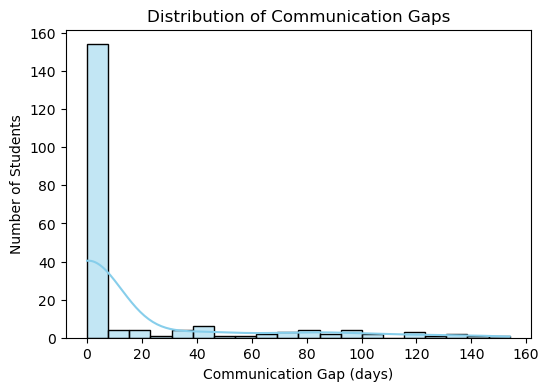 Distribution of Communication Gaps
160
140
120
100
80
60
40
20
0
Number of Students
0 20 40 60 80 100 120 140 160
Communication Gap (days)